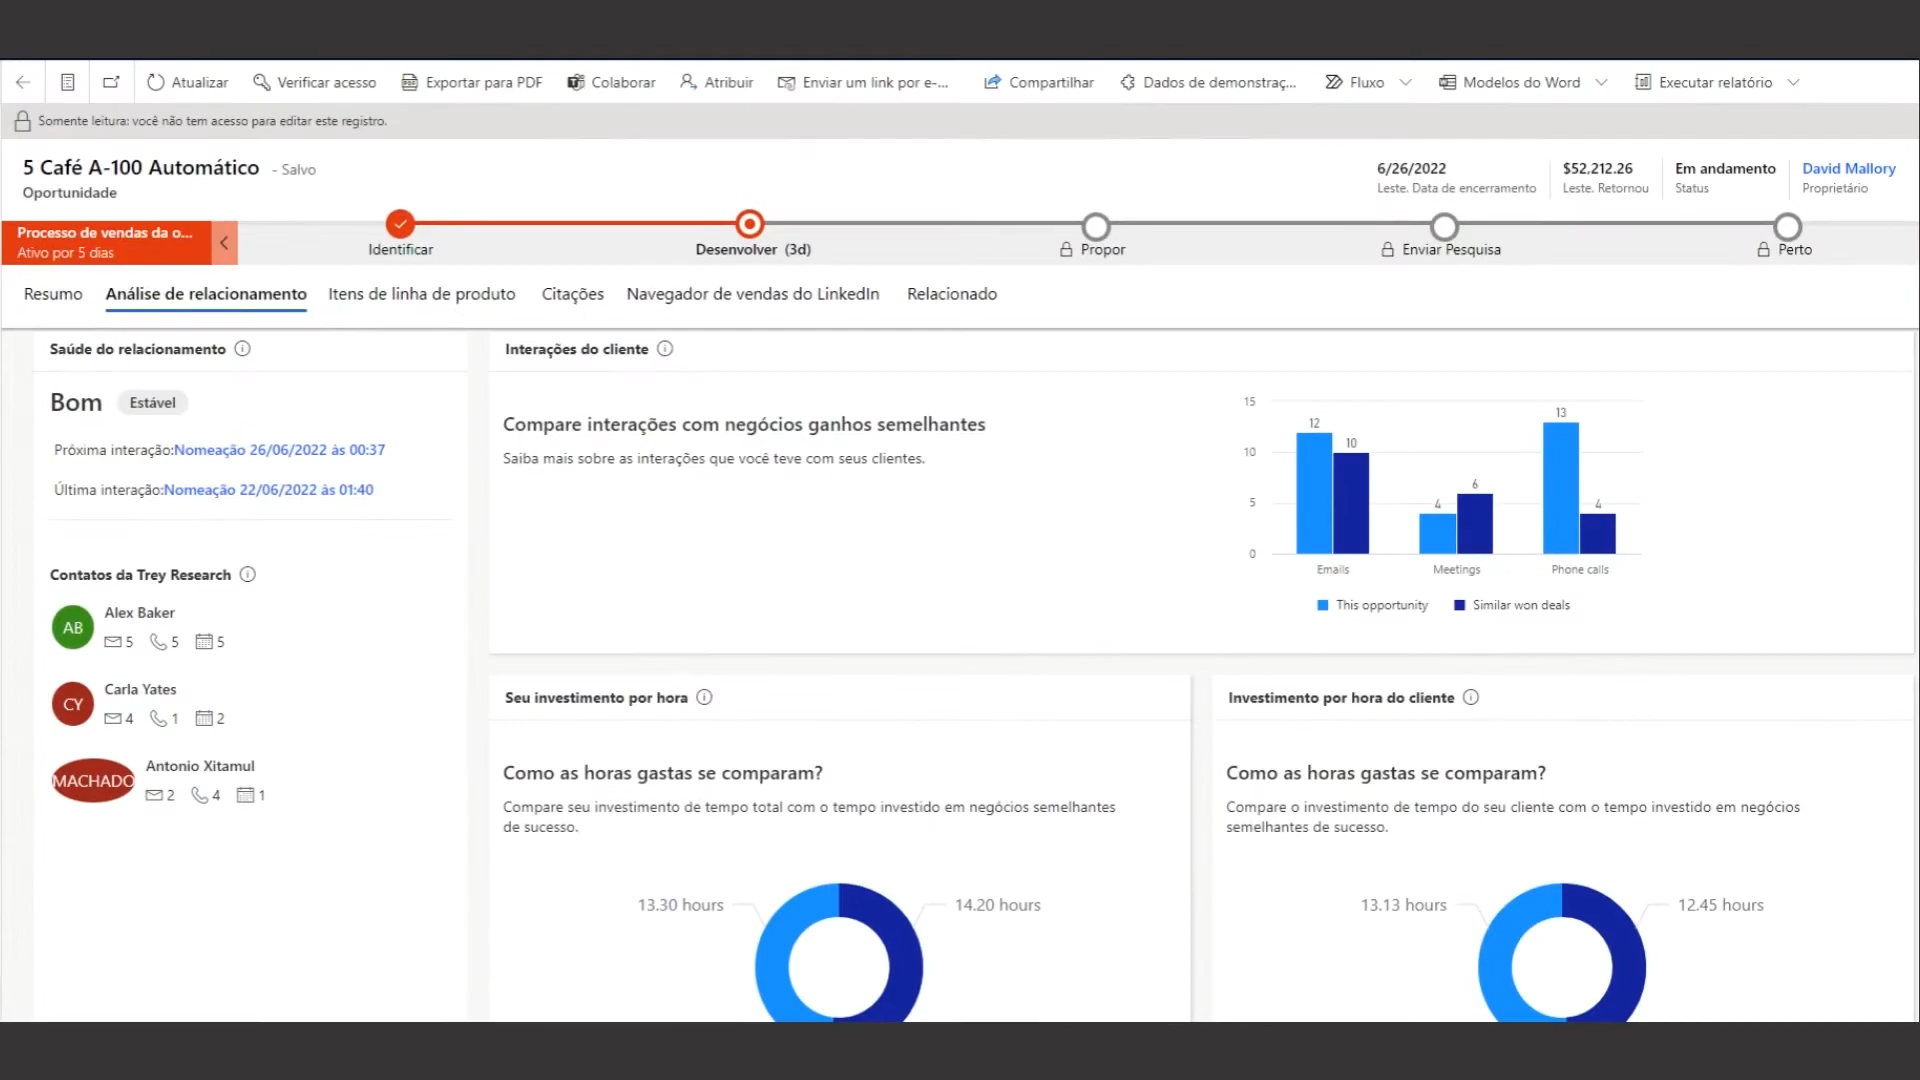 Atualizar
Verificar acesso
Exportar para PDF
Colaborar
Atribuir
Enviar um link por e-...
Compartilhar
Dados de demonstraç...
Fluxo
Modelos do Word
Executar relatório
Somente leitura: você não tem acesso para editar este registro.
5 Café A-100 Automático - Salvo
Oportunidade
6/26/2022
Leste. Data de encerramento
$52,212.26
Leste. Retornou
Em andamento
Status
David Mallory
Proprietário
Processo de vendas da o...
Ativo por 5 dias
Identificar
Desenvolver (3d)
Propor
Enviar Pesquisa
Perto
Resumo
Análise de relacionamento
Itens de linha de produto
Citações
Navegador de vendas do LinkedIn
Relacionado
Saúde do relacionamento
Bom
Estável
Próxima interação:Nomeação 26/06/2022 às 00:37
Última interação:Nomeação 22/06/2022 às 01:40
Contatos da Trey Research
AB
Alex Baker
5 5 5
CY
Carla Yates
4 1 2
MACHADO
Antonio Xitamul
2 4 1
Interações do cliente
Compare interações com negócios ganhos semelhantes
Saiba mais sobre as interações que você teve com seus clientes.
15
10
5
0
12
10
4
6
13
4
Emails
Meetings
Phone calls
This opportunity
Similar won deals
Seu investimento por hora
Como as horas gastas se comparam?
Compare seu investimento de tempo total com o tempo investido em negócios semelhantes
de sucesso.
13.30 hours
14.20 hours
Investimento por hora do cliente
Como as horas gastas se comparam?
Compare o investimento de tempo do seu cliente com o tempo investido em negócios
semelhantes de sucesso.
13.13 hours
12.45 hours